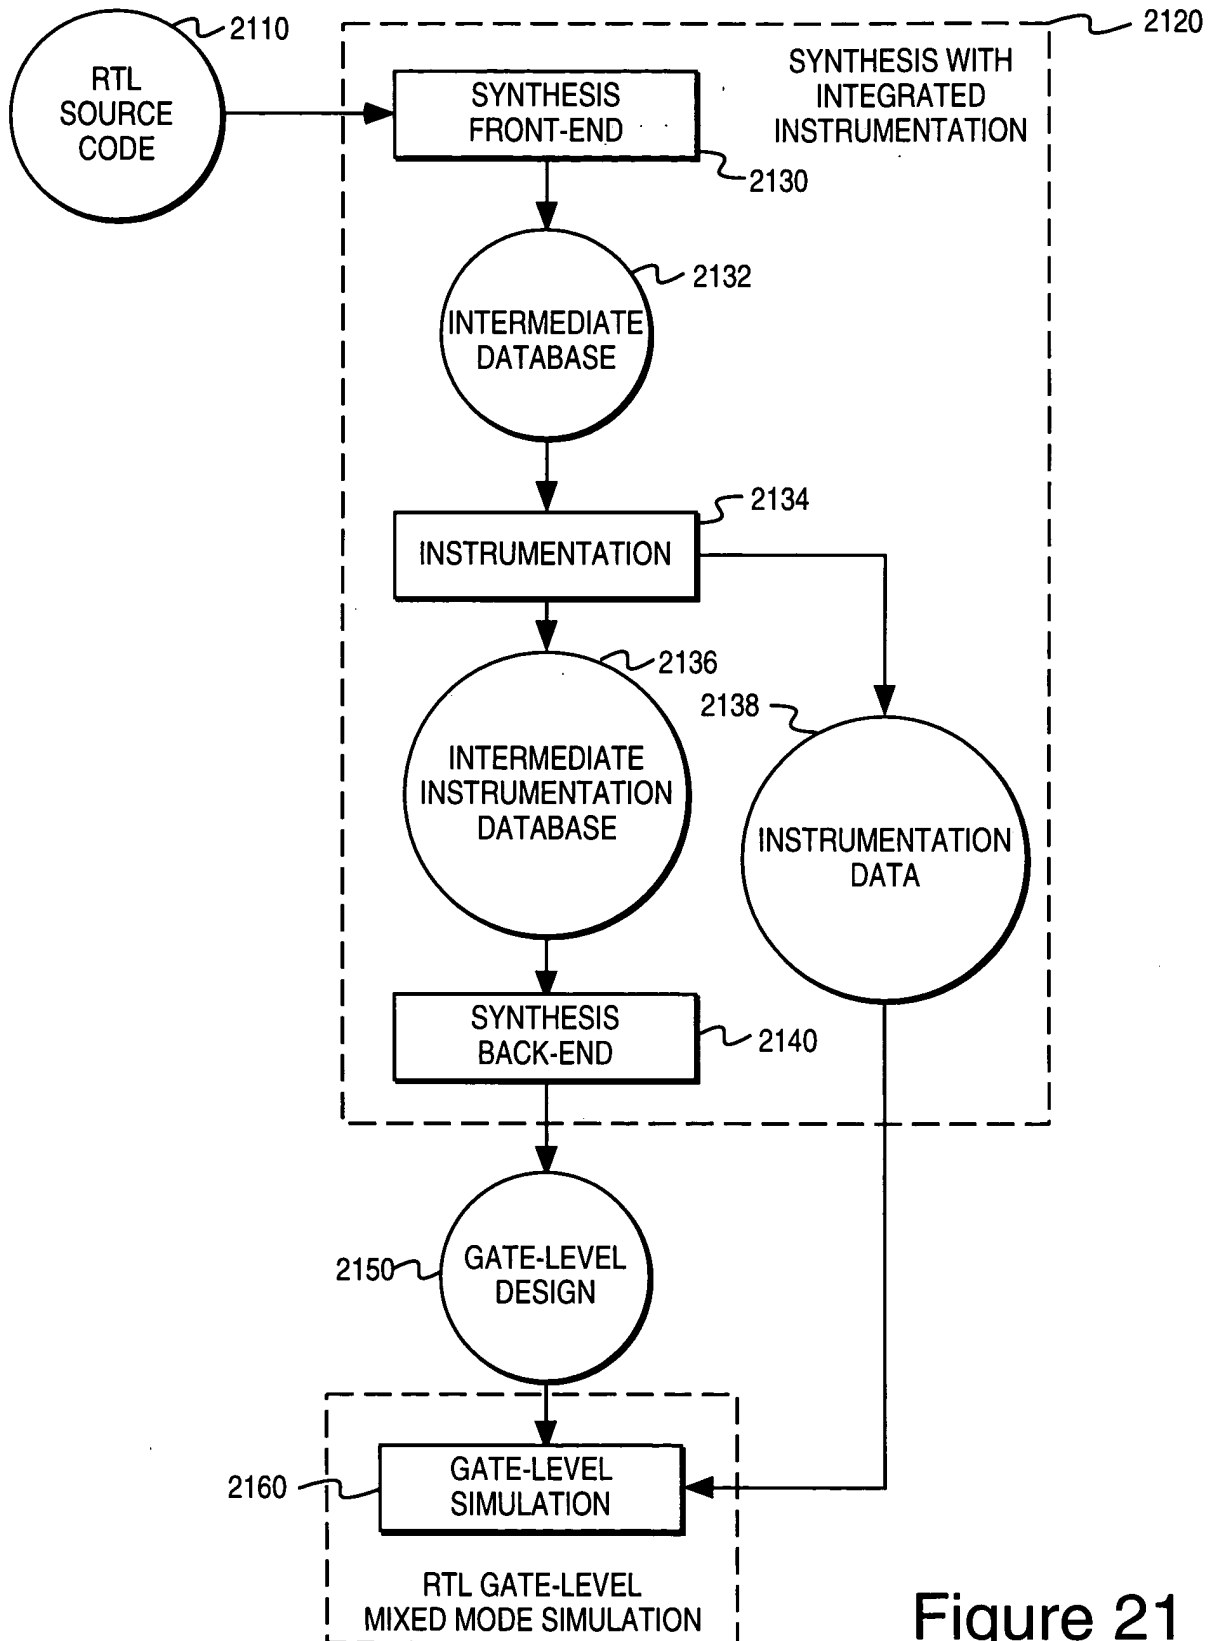 2110
2120
RTL
SOURCE
CODE
SYNTHESIS WITH
INTEGRATED
INSTRUMENTATION
SYNTHESIS
FRONT-END
2130
2132
INTERMEDIATE
DATABASE
2134
INSTRUMENTATION
2136
2138
INTERMEDIATE
INSTRUMENTATION
DATABASE
INSTRUMENTATION
DATA
SYNTHESIS
BACK-END
2140
2150
GATE-LEVEL
DESIGN
2160
GATE-LEVEL
SIMULATION
RTL GATE-LEVEL
MIXED MODE SIMULATION
Figure 21